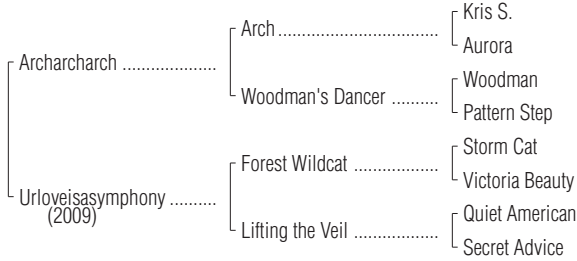 Kris S.
Arch......................................
Aurora
Archarcharch ....................
Woodman
Woodman's Dancer ..........
Pattern Step
Storm Cat
Forest Wildcat ..................
Victoria Beauty
Urloveisasymphony ..........
(2009)
Quiet American
Lifting the Veil ..................
Secret Advice